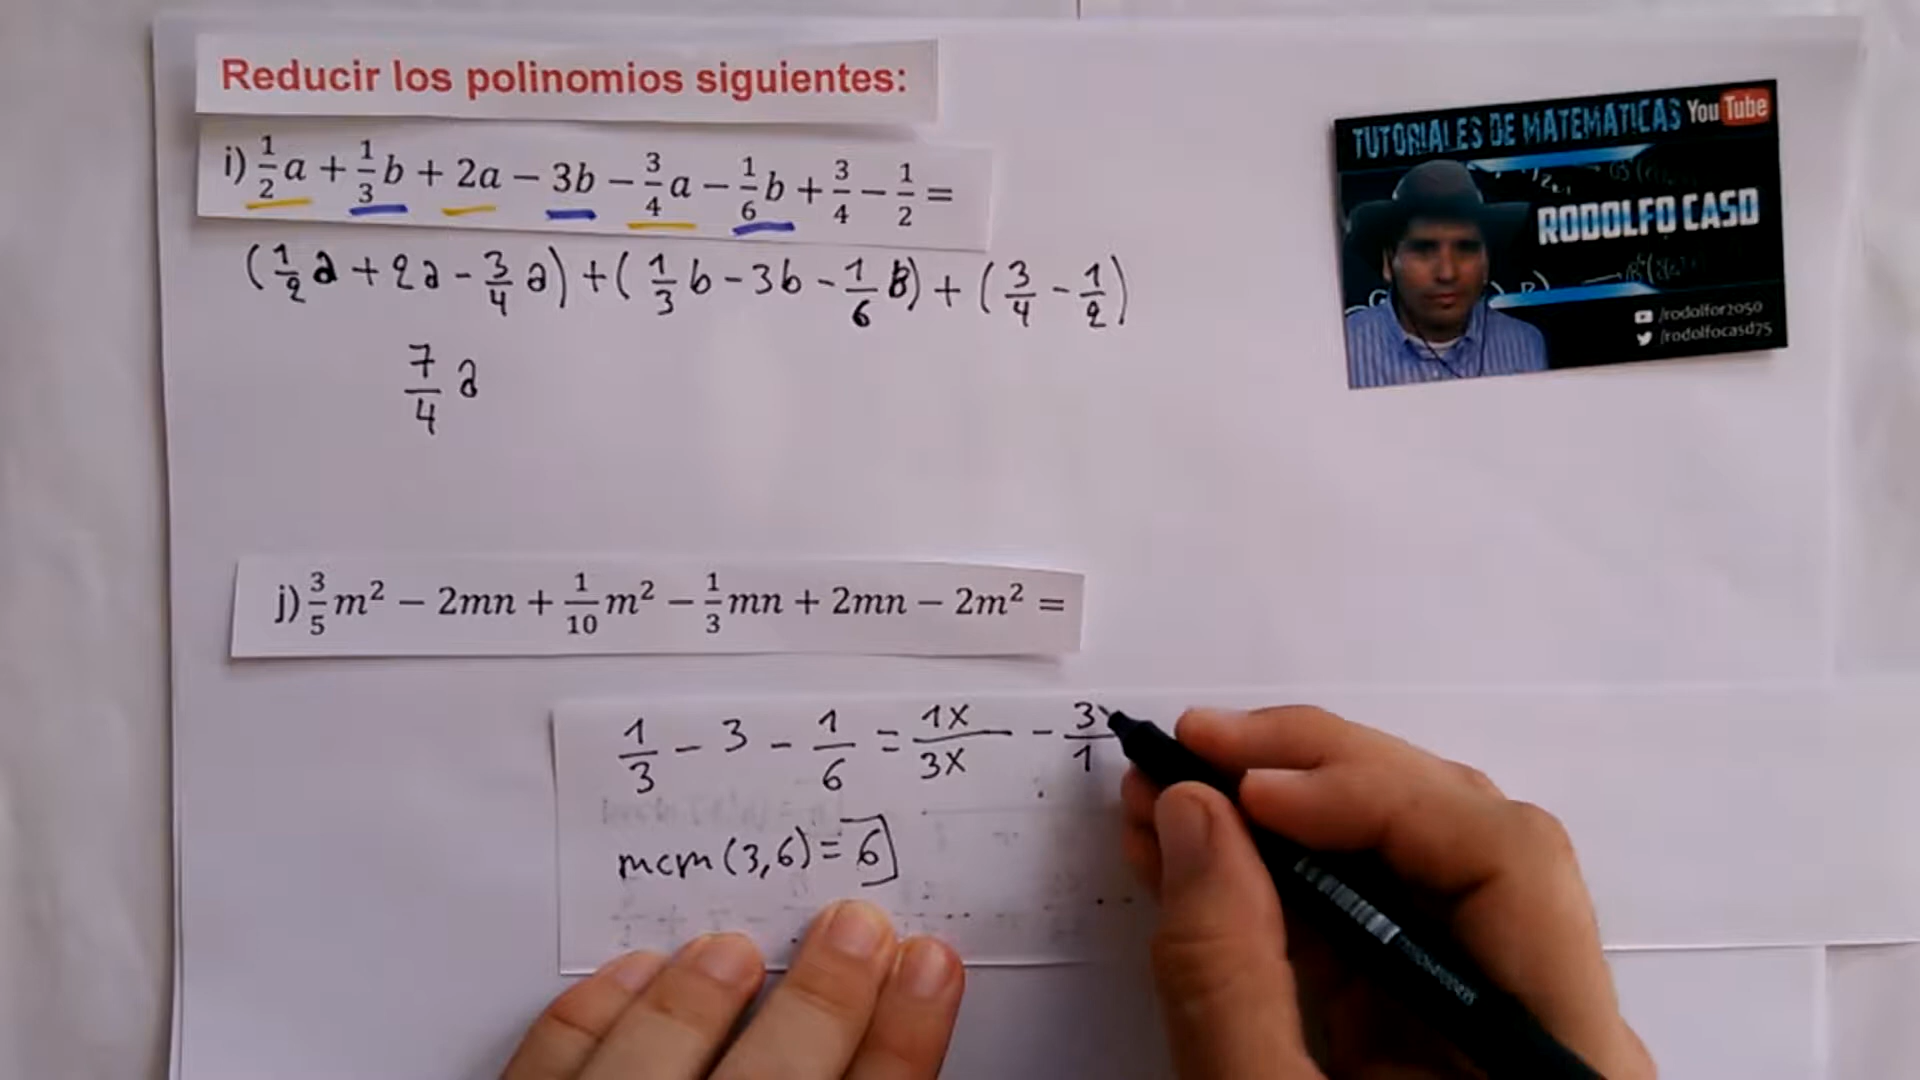 Reducir los polinomios siguientes:
i) 1/2 a + 1/3 b + 2a − 3b − 3/4 a − 1/6 b + 3/4 − 1/2 =
(1/2 a + 2a − 3/4 a) + (1/3 b − 3b − 1/6 b) + (3/4 − 1/2)
7/4 a
TUTORIALES DE MATEMATICAS YouTube
RODOLFO CASD
/rodolfor2050
/rodolfocasd75
j) 3/5 m² − 2mn + 1/10 m² − 1/3 mn + 2mn − 2m² =
1/3 − 3 − 1/6 = 1x/3x − 3/1
mcm (3,6) = 6